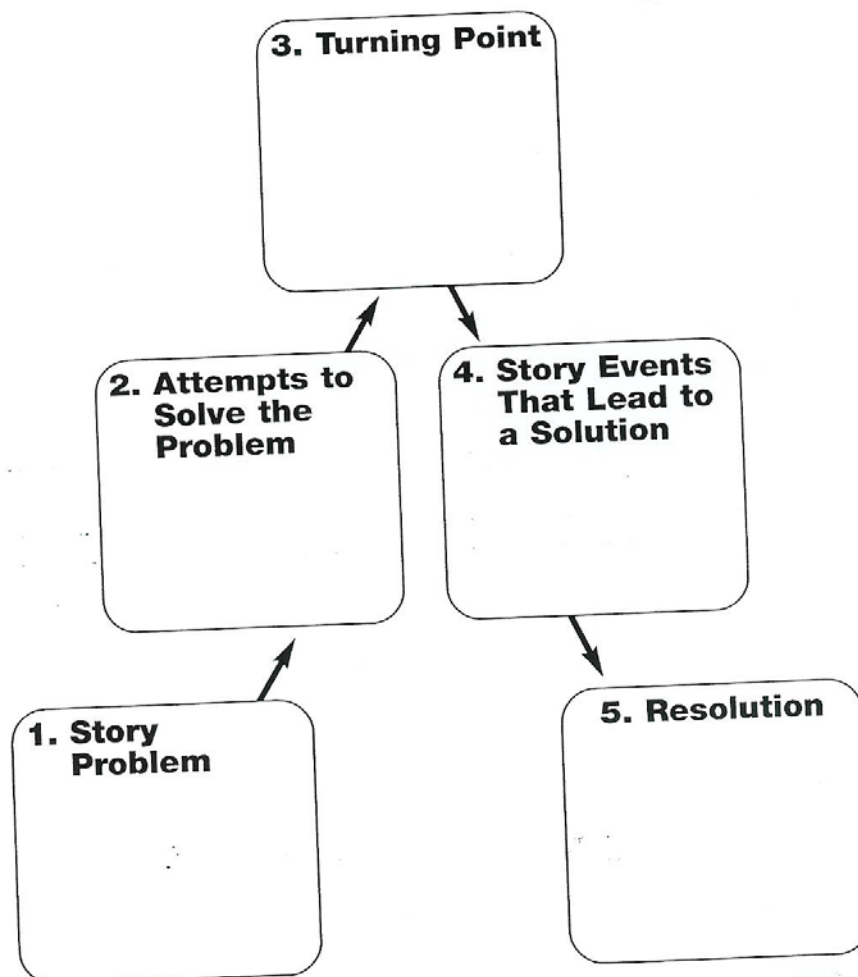 3. Turning Point
2. Attempts to
Solve the
Problem
4. Story Events
That Lead to
a Solution
1. Story
Problem
5. Resolution